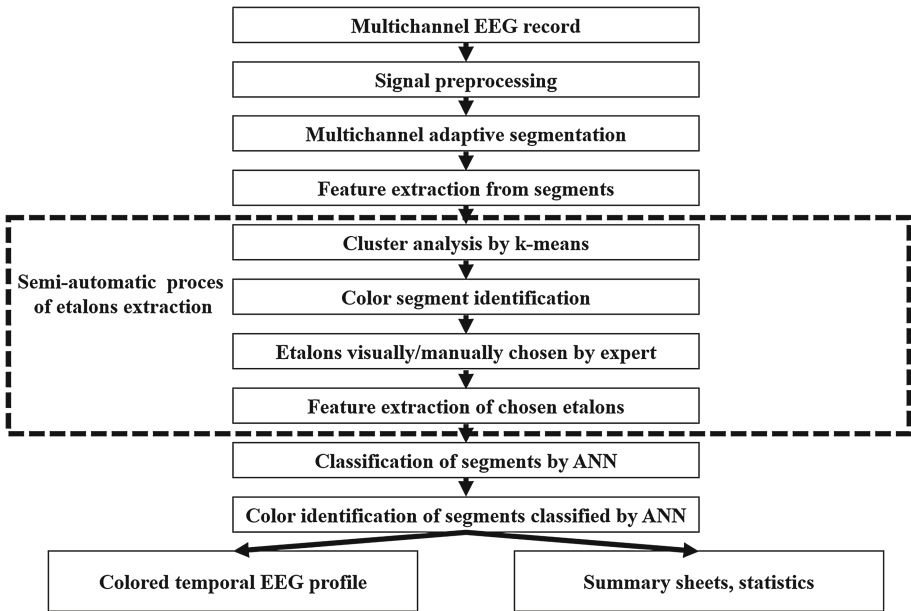 Multichannel EEG record
Signal preprocessing
Multichannel adaptive segmentation
Feature extraction from segments
Semi-automatic proces
of etalons extraction
Cluster analysis by k-means
Color segment identification
Etalons visually/manually chosen by expert
Feature extraction of chosen etalons
Classification of segments by ANN
Color identification of segments classified by ANN
Colored temporal EEG profile
Summary sheets, statistics